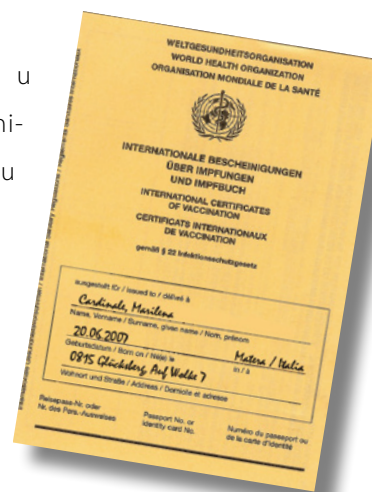 u
ni-
u
WELTGESUNDHEITSORGANISATION
WORLD HEALTH ORGANIZATION
ORGANISATION MONDIALE DE LA SANTÉ
INTERNATIONALE BESCHEINIGUNGEN
ÜBER IMPFUNGEN
UND IMPFBUCH
INTERNATIONAL CERTIFICATES
OF VACCINATION
CERTIFICATS INTERNATIONAUX
DE VACCINATION
gemäß § 22 Infektionsschutzgesetz
ausgestellt für / issued to / délivré à
Cardinale, Marilena
Name, Vorname / Surname, given name / Nom, prénom
20.06.2007 Matera / Italia
Geburtsdatum / Born on / Né(e) le in / à
0815 Glücksberg Auf Wolke 7
Wohnort und Straße / Address / Domicile et adresse
Reisepass-Nr. oder Passport No. or Numéro du passeport ou
Nr. des Pers.-Ausweises identity card No. de la carte d'identité